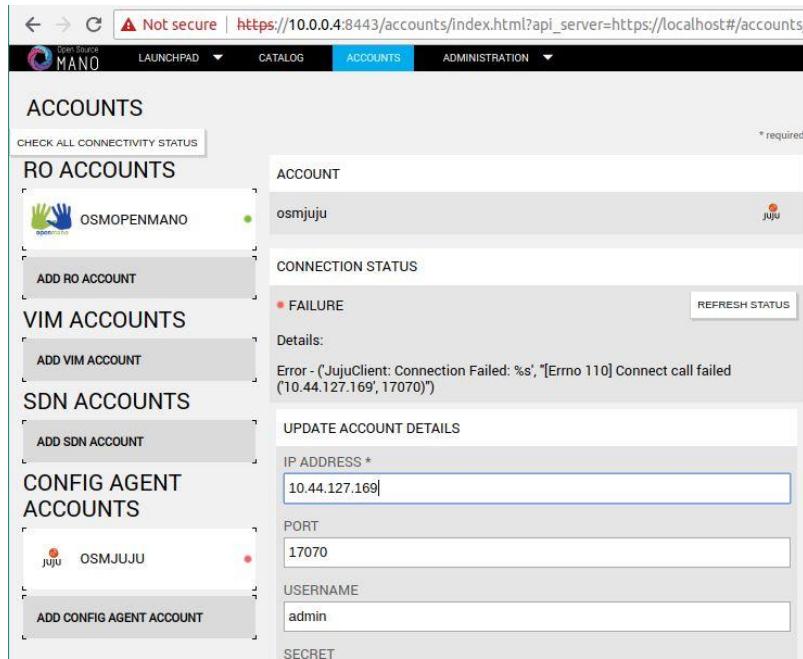 Not secure
https://10.0.0.4:8443/accounts/index.html?api_server=https://localhost#/accounts
Open Source
MANO
LAUNCHPAD
CATALOG
ACCOUNTS
ADMINISTRATION
ACCOUNTS
* required
CHECK ALL CONNECTIVITY STATUS
RO ACCOUNTS
openmano
OSMOPENMANO
ADD RO ACCOUNT
VIM ACCOUNTS
ADD VIM ACCOUNT
SDN ACCOUNTS
ADD SDN ACCOUNT
CONFIG AGENT
ACCOUNTS
juju
OSMJUJU
ADD CONFIG AGENT ACCOUNT
ACCOUNT
osmjuju
juju
CONNECTION STATUS
FAILURE
REFRESH STATUS
Details:
Error - ('JujuClient: Connection Failed: %s', "[Errno 110] Connect call failed
('10.44.127.169', 17070)")
UPDATE ACCOUNT DETAILS
IP ADDRESS *
10.44.127.169
PORT
17070
USERNAME
admin
SECRET